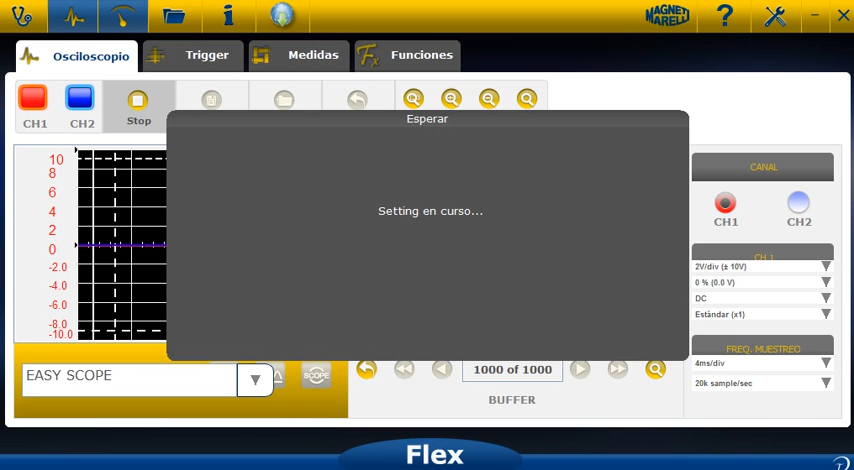 MAGNETI
MARELLI
Osciloscopio
Trigger
Medidas
Funciones
CH1
CH2
Stop
Esperar
Setting en curso...
10
8
6
4
2
0
-2.0
-4.0
-6.0
-8.0
-10.0
CANAL
CH1
CH2
CH 1
2V/div (± 10V)
0 % (0.0 V)
DC
Estándar (x1)
FREQ. MUESTREO
4ms/div
20k sample/sec
EASY SCOPE
SCOPE
1000 of 1000
BUFFER
Flex